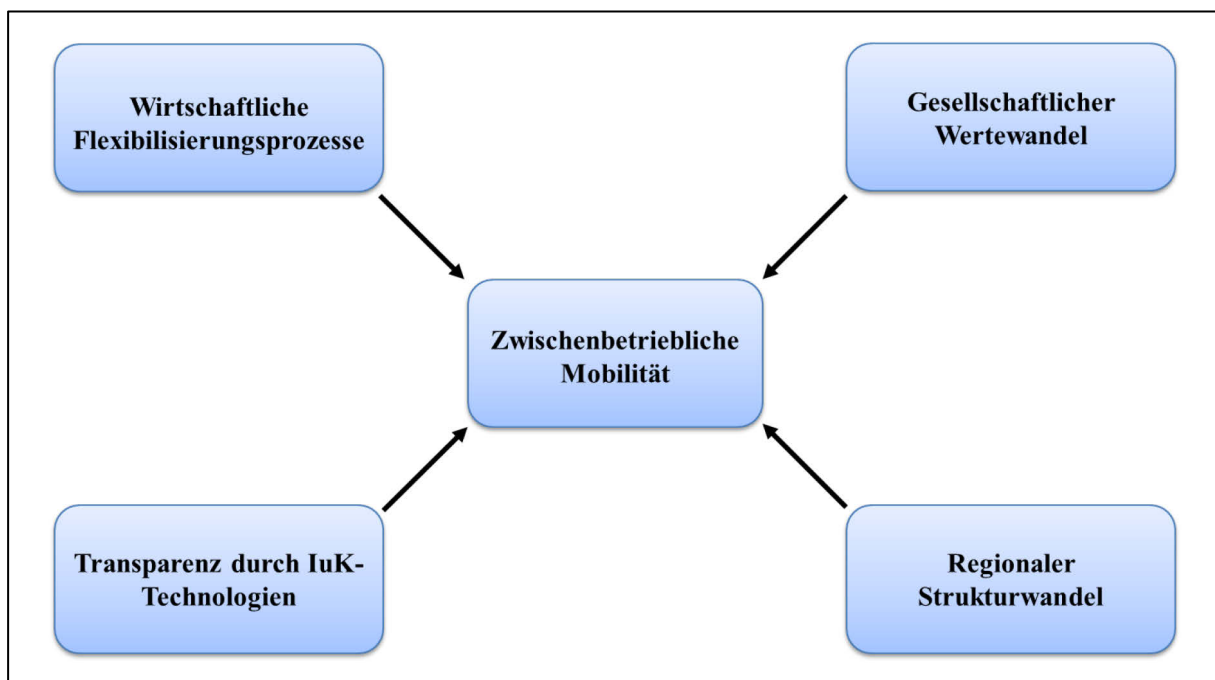 Wirtschaftliche
Flexibilisierungsprozesse
Gesellschaftlicher
Wertewandel
Zwischenbetriebliche
Mobilität
Transparenz durch IuK-
Technologien
Regionaler
Strukturwandel